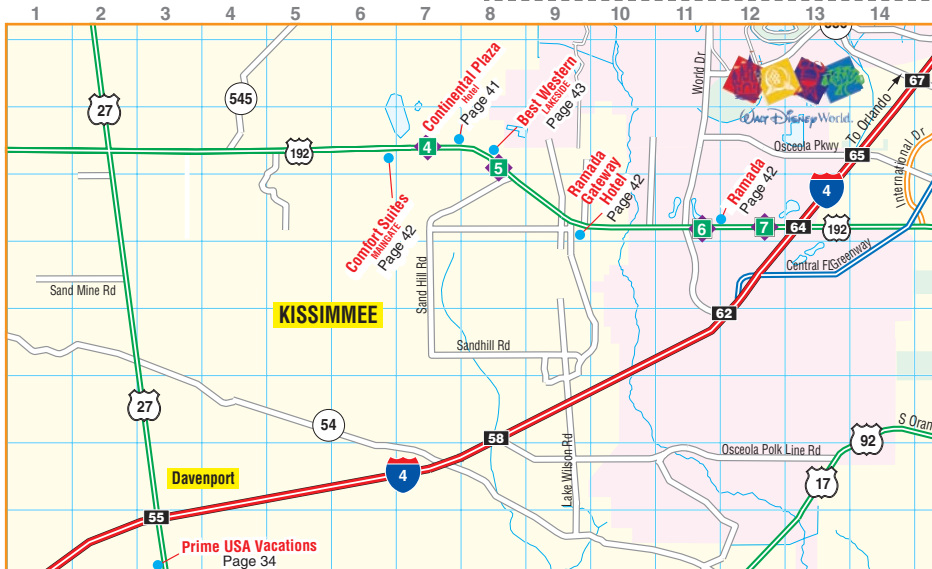 1 2 3 4 5 6 7 8 9 10 11 12 13 14
27
545
192
Continental Plaza
Hotel
Page 41
Best Western
LAKESIDE
Page 43
World Dr
Walt Disney World.
To Orlando
67
Osceola Pkwy
65
International Dr
4
4
5
Comfort Suites
MAINGATE
Page 42
Ramada
Gateway
Hotel
Page 42
Ramada
Page 42
6
7
64
192
Central FL Greenway
Sand Mine Rd
Sand Hill Rd
KISSIMMEE
62
Sandhill Rd
27
54
58
Lake Wilson Rd
Osceola Polk Line Rd
92
S Oran
17
Davenport
4
55
Prime USA Vacations
Page 34